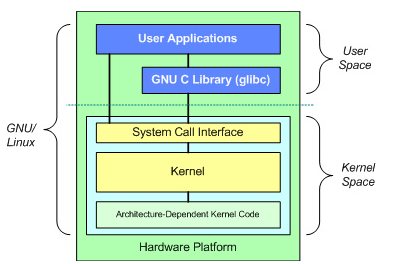 User Applications
GNU C Library (glibc)
User
Space
GNU/
Linux
System Call Interface
Kernel
Architecture-Dependent Kernel Code
Kernel
Space
Hardware Platform